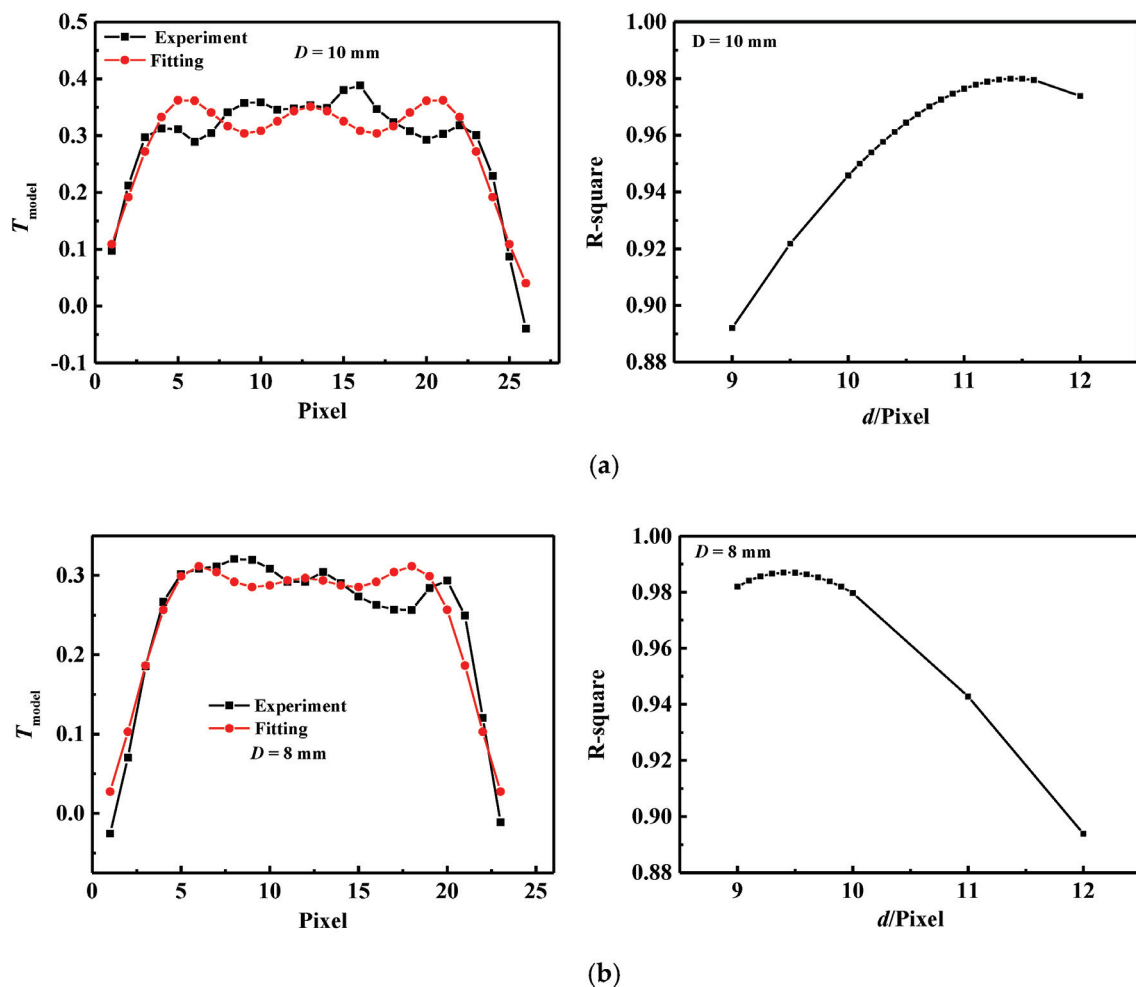 0.5
0.4
0.3
0.2
0.1
0.0
-0.1
T model
Experiment
Fitting
D = 10 mm
0 5 10 15 20 25
Pixel
1.00
0.98
0.96
0.94
0.92
0.90
0.88
R-square
D = 10 mm
9 10 11 12
d/Pixel
(a)
0.3
0.2
0.1
0.0
T model
Experiment
Fitting
D = 8 mm
0 5 10 15 20 25
Pixel
1.00
0.98
0.96
0.94
0.92
0.90
0.88
R-square
D = 8 mm
9 10 11 12
d/Pixel
(b)